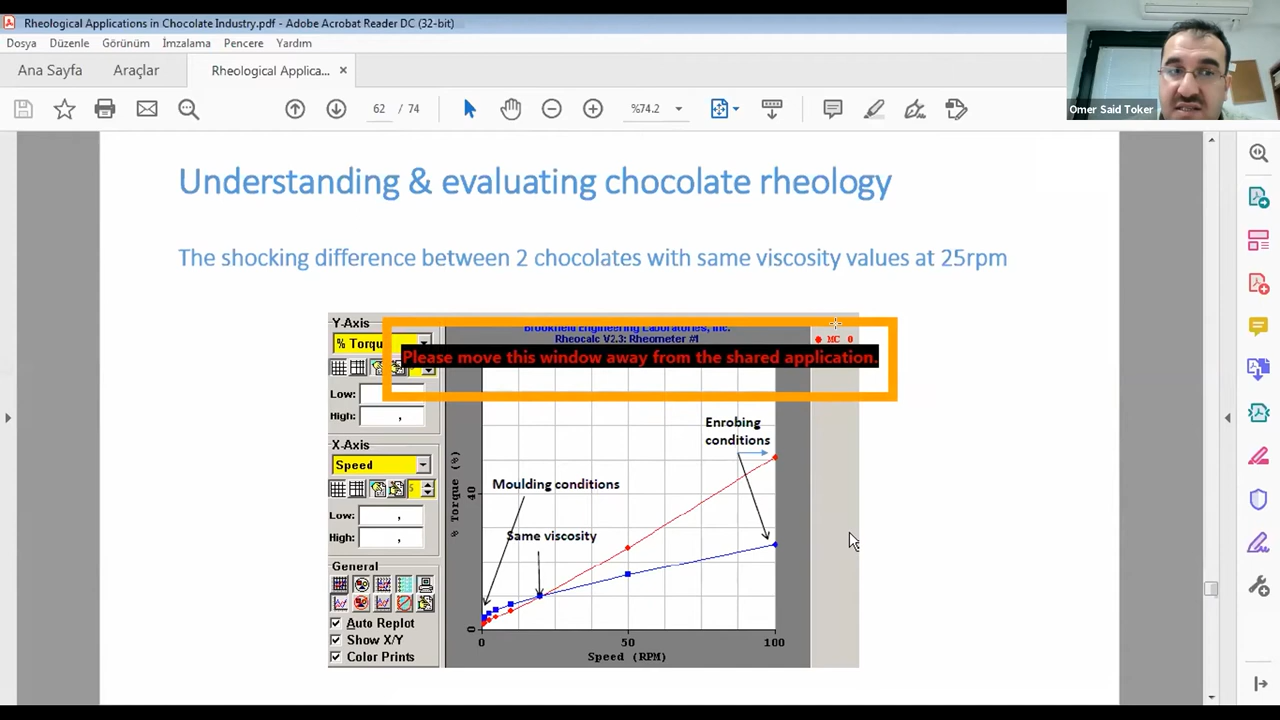 Rheological Applications in Chocolate Industry.pdf - Adobe Acrobat Reader DC (32-bit)
Dosya Düzenle Görünüm İmzalama Pencere Yardım
Ana Sayfa Araçlar Rheological Applica... ×
62 / 74 %74.2
Omer Said Toker
Understanding & evaluating chocolate rheology
The shocking difference between 2 chocolates with same viscosity values at 25rpm
Y-Axis
% Torqu
Low:
High: ,
X-Axis
Speed
5
Low: ,
High: ,
General
Auto Replot
Show X/Y
Color Prints
Brookfield Engineering Laboratories, Inc.
Rheocalc V2.3: Rheometer #1
MC 0
Please move this window away from the shared application.
Enrobing
conditions
Moulding conditions
Same viscosity
% Torque (%)
40
0
0 50 100
Speed (RPM)